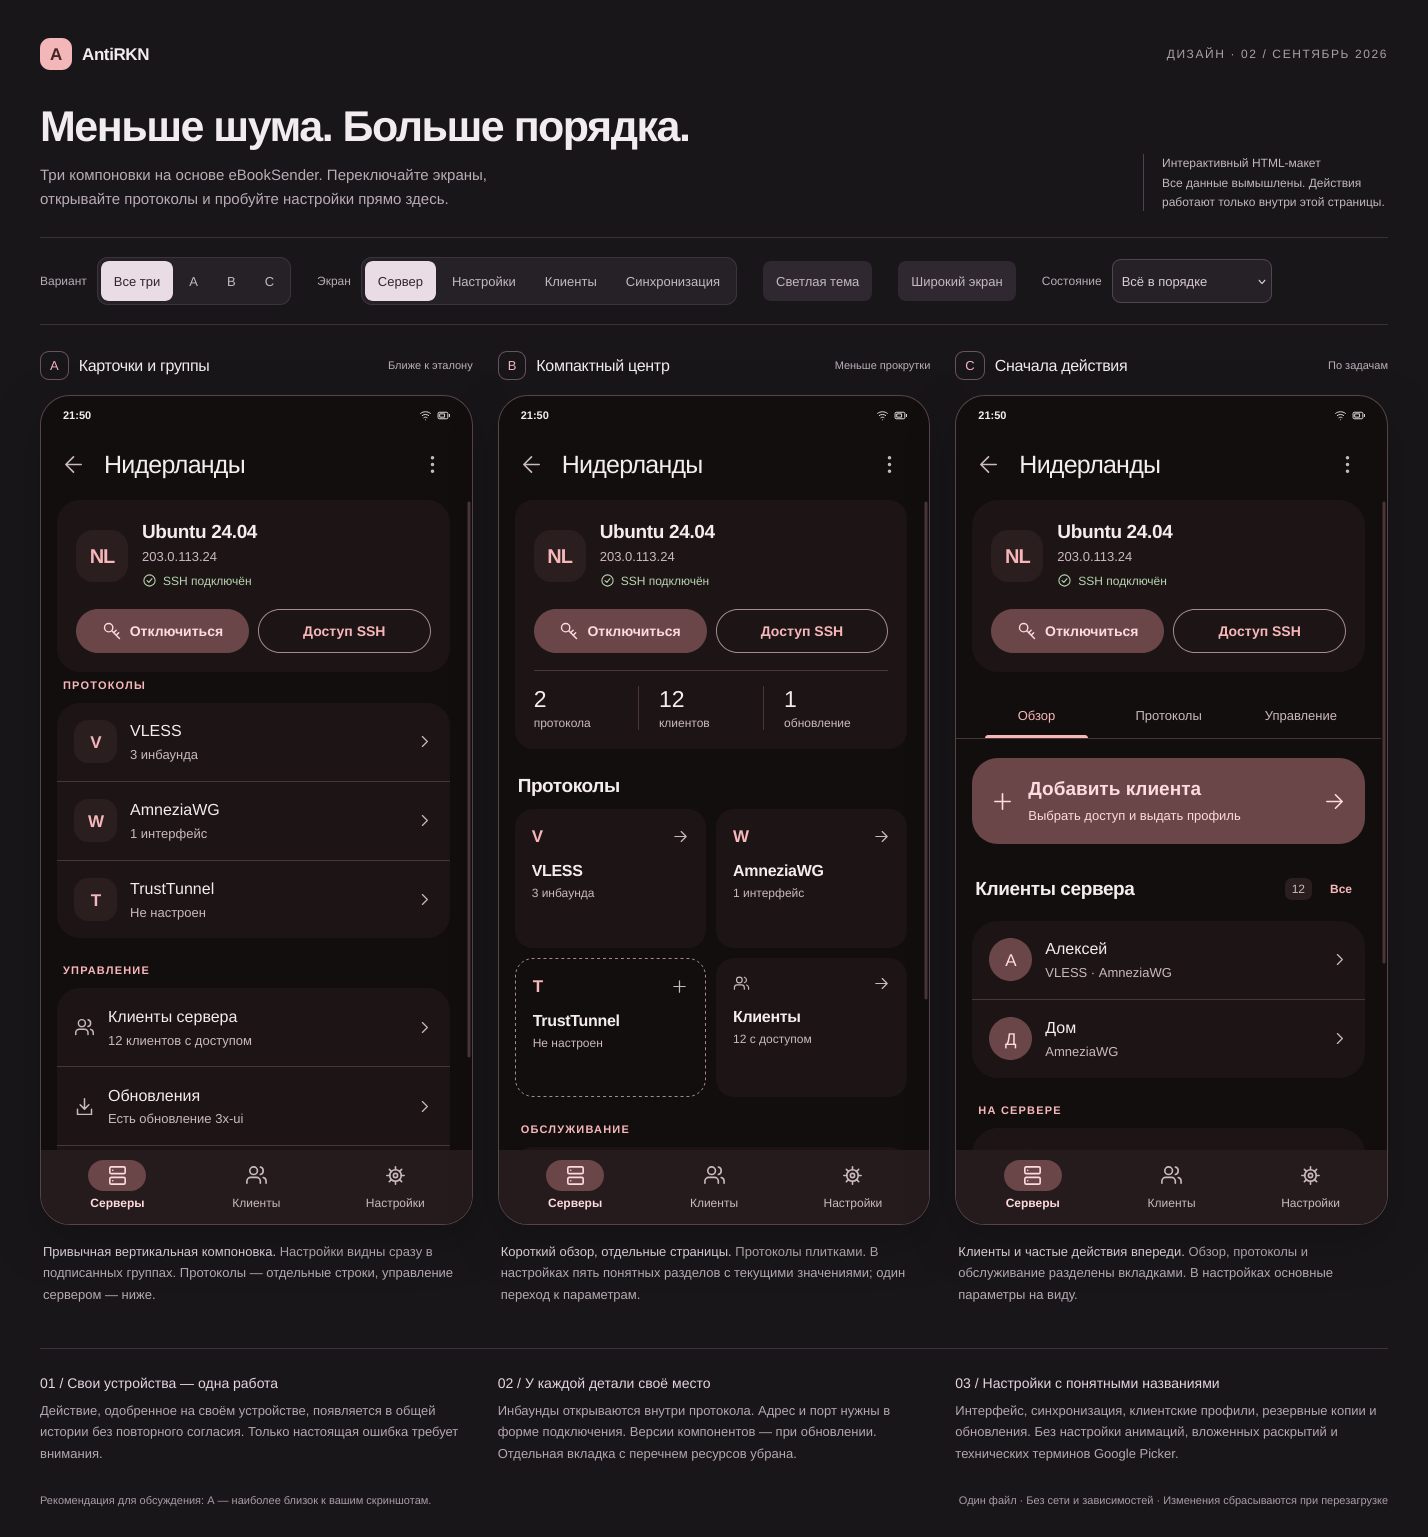 A AntiRKN
ДИЗАЙН · 02 / СЕНТЯБРЬ 2026
Меньше шума. Больше порядка.
Три компоновки на основе eBookSender. Переключайте экраны,
открывайте протоколы и пробуйте настройки прямо здесь.
Интерактивный HTML-макет
Все данные вымышлены. Действия
работают только внутри этой страницы.
Вариант Все три A B C Экран Сервер Настройки Клиенты Синхронизация Светлая тема Широкий экран Состояние Всё в порядке
A Карточки и группы Ближе к эталону
21:50
Нидерланды
NL
Ubuntu 24.04
203.0.113.24
SSH подключён
Отключиться Доступ SSH
ПРОТОКОЛЫ
V
VLESS
3 инбаунда
W
AmneziaWG
1 интерфейс
T
TrustTunnel
Не настроен
УПРАВЛЕНИЕ
Клиенты сервера
12 клиентов с доступом
Обновления
Есть обновление 3x-ui
Серверы Клиенты Настройки
Привычная вертикальная компоновка. Настройки видны сразу в
подписанных группах. Протоколы — отдельные строки, управление
сервером — ниже.
B Компактный центр Меньше прокрутки
21:50
Нидерланды
NL
Ubuntu 24.04
203.0.113.24
SSH подключён
Отключиться Доступ SSH
2 12 1
протокола клиентов обновление
Протоколы
V
VLESS
3 инбаунда
W
AmneziaWG
1 интерфейс
T
TrustTunnel
Не настроен
Клиенты
12 с доступом
ОБСЛУЖИВАНИЕ
Серверы Клиенты Настройки
Короткий обзор, отдельные страницы. Протоколы плитками. В
настройках пять понятных разделов с текущими значениями; один
переход к параметрам.
C Сначала действия По задачам
21:50
Нидерланды
NL
Ubuntu 24.04
203.0.113.24
SSH подключён
Отключиться Доступ SSH
Обзор Протоколы Управление
Добавить клиента
Выбрать доступ и выдать профиль
Клиенты сервера 12 Все
А
Алексей
VLESS · AmneziaWG
Д
Дом
AmneziaWG
НА СЕРВЕРЕ
Серверы Клиенты Настройки
Клиенты и частые действия впереди. Обзор, протоколы и
обслуживание разделены вкладками. В настройках основные
параметры на виду.
01 / Свои устройства — одна работа
Действие, одобренное на своём устройстве, появляется в общей
истории без повторного согласия. Только настоящая ошибка требует
внимания.
02 / У каждой детали своё место
Инбаунды открываются внутри протокола. Адрес и порт нужны в
форме подключения. Версии компонентов — при обновлении.
Отдельная вкладка с перечнем ресурсов убрана.
03 / Настройки с понятными названиями
Интерфейс, синхронизация, клиентские профили, резервные копии и
обновления. Без настройки анимаций, вложенных раскрытий и
технических терминов Google Picker.
Рекомендация для обсуждения: А — наиболее близок к вашим скриншотам.
Один файл · Без сети и зависимостей · Изменения сбрасываются при перезагрузке